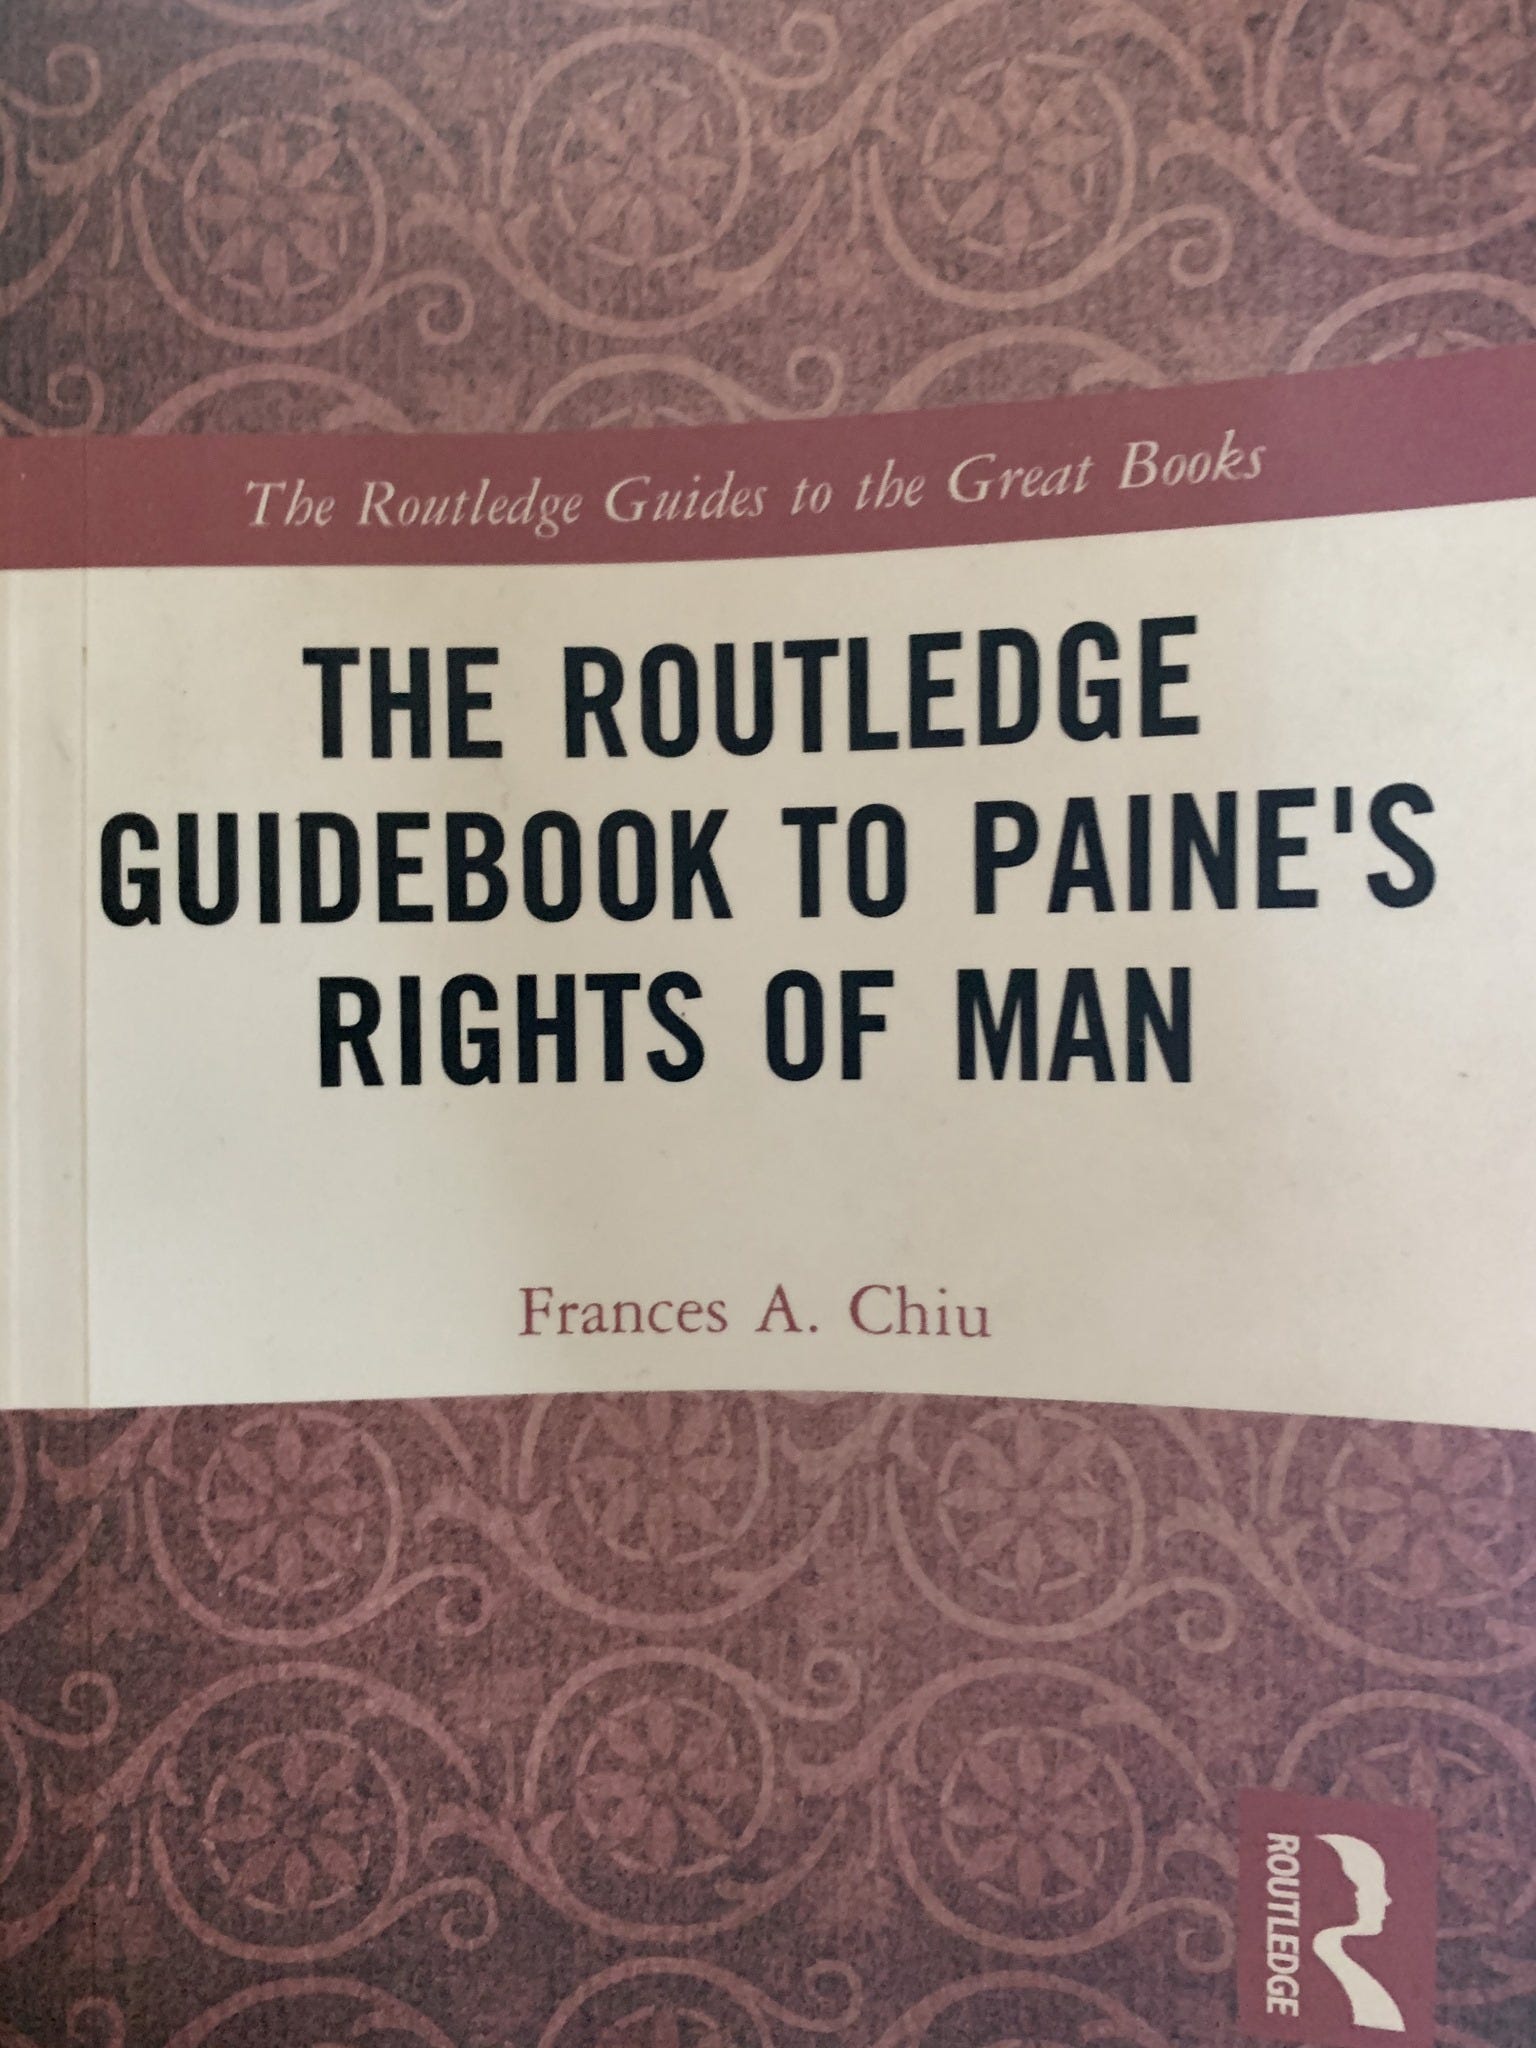 The Routledge Guides to the Great Books
THE ROUTLEDGE
GUIDEBOOK TO PAINE'S
RIGHTS OF MAN
Frances A. Chiu
ROUTLEDGE